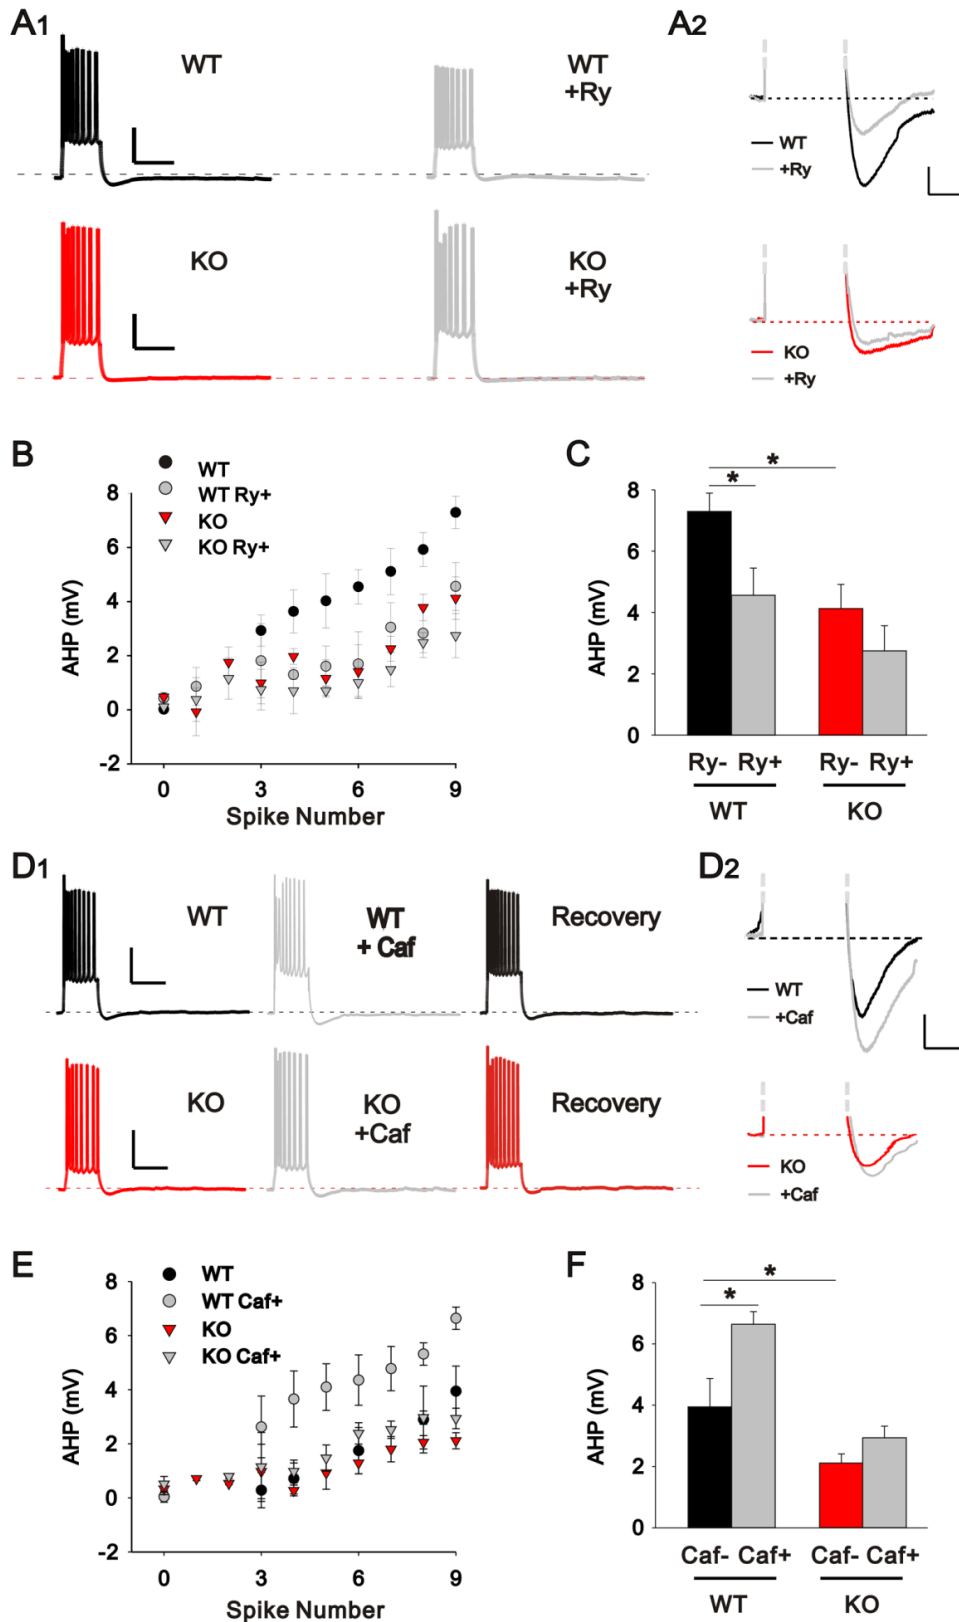 A1
A2
WT
WT
+Ry
WT
+Ry
KO
KO
+Ry
KO
+Ry
B
C
WT
WT Ry+
KO
KO Ry+
AHP (mV)
8
6
4
2
0
-2
0 3 6 9
Spike Number
AHP (mV)
8
6
4
2
0
*
*
Ry- Ry+ Ry- Ry+
WT KO
D1
D2
WT
WT
+ Caf
Recovery
WT
+Caf
KO
KO
+Caf
Recovery
KO
+Caf
E
F
WT
WT Caf+
KO
KO Caf+
AHP (mV)
8
6
4
2
0
-2
0 3 6 9
Spike Number
AHP (mV)
8
6
4
2
0
*
*
Caf- Caf+ Caf- Caf+
WT KO